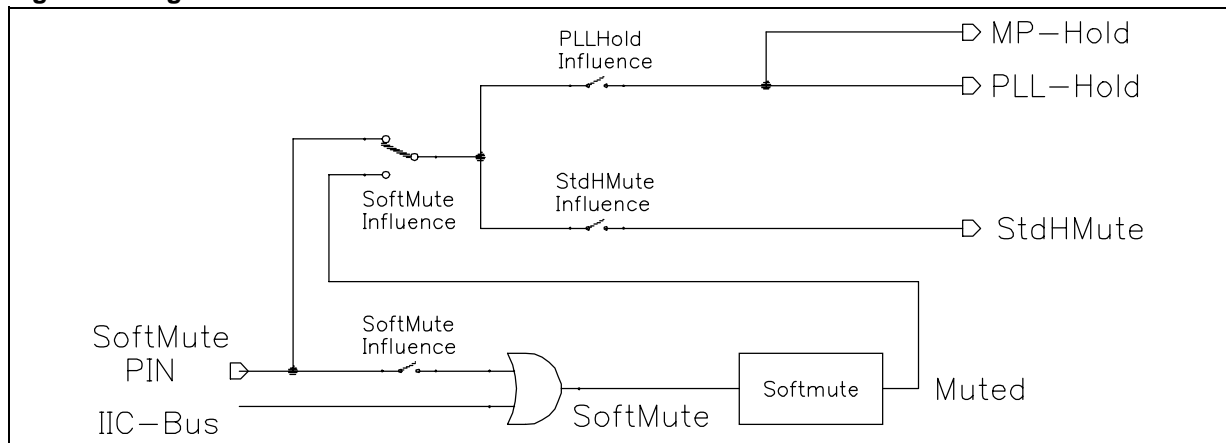 PLLHold
Influence
MP-Hold
PLL-Hold
SoftMute
Influence
StdHMute
Influence
StdHMute
SoftMute
PIN
SoftMute
Influence
IIC-Bus
SoftMute
Softmute
Muted